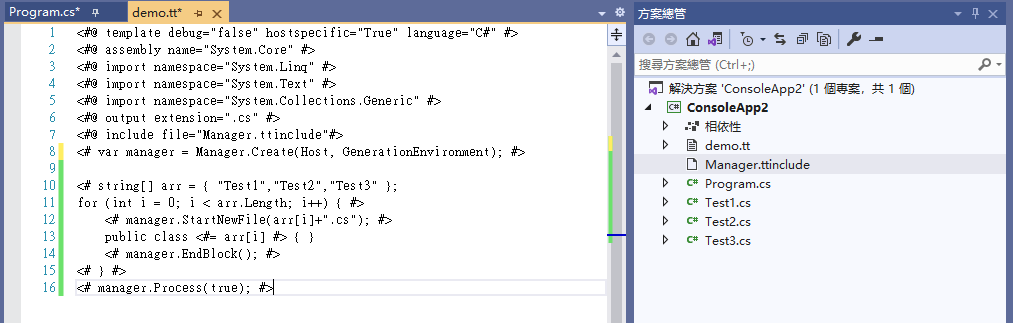 Program.cs*
demo.tt*
1 <#@ template debug="false" hostspecific="True" language="C#" #>
2 <#@ assembly name="System.Core" #>
3 <#@ import namespace="System.Linq" #>
4 <#@ import namespace="System.Text" #>
5 <#@ import namespace="System.Collections.Generic" #>
6 <#@ output extension=".cs" #>
7 <#@ include file="Manager.ttinclude"#>
8 <# var manager = Manager.Create(Host, GenerationEnvironment); #>
9
10 <# string[] arr = { "Test1","Test2","Test3" };
11 for (int i = 0; i < arr.Length; i++) { #>
12 <# manager.StartNewFile(arr[i]+".cs"); #>
13 public class <#= arr[i] #> { }
14 <# manager.EndBlock(); #>
15 <# } #>
16 <# manager.Process(true); #>
方案總管
搜尋方案總管 (Ctrl+;)
解決方案 'ConsoleApp2' (1 個專案，共 1 個)
C# ConsoleApp2
相依性
demo.tt
Manager.ttinclude
C# Program.cs
C# Test1.cs
C# Test2.cs
C# Test3.cs